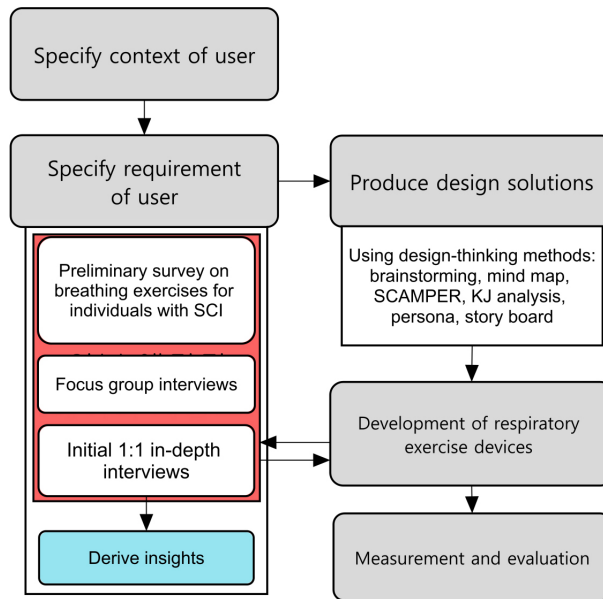 Specify context of user
Specify requirement
of user
Preliminary survey on
breathing exercises for
individuals with SCI
Focus group interviews
Initial 1:1 in-depth
interviews
Derive insights
Produce design solutions
Using design-thinking methods:
brainstorming, mind map,
SCAMPER, KJ analysis,
persona, story board
Development of respiratory
exercise devices
Measurement and evaluation